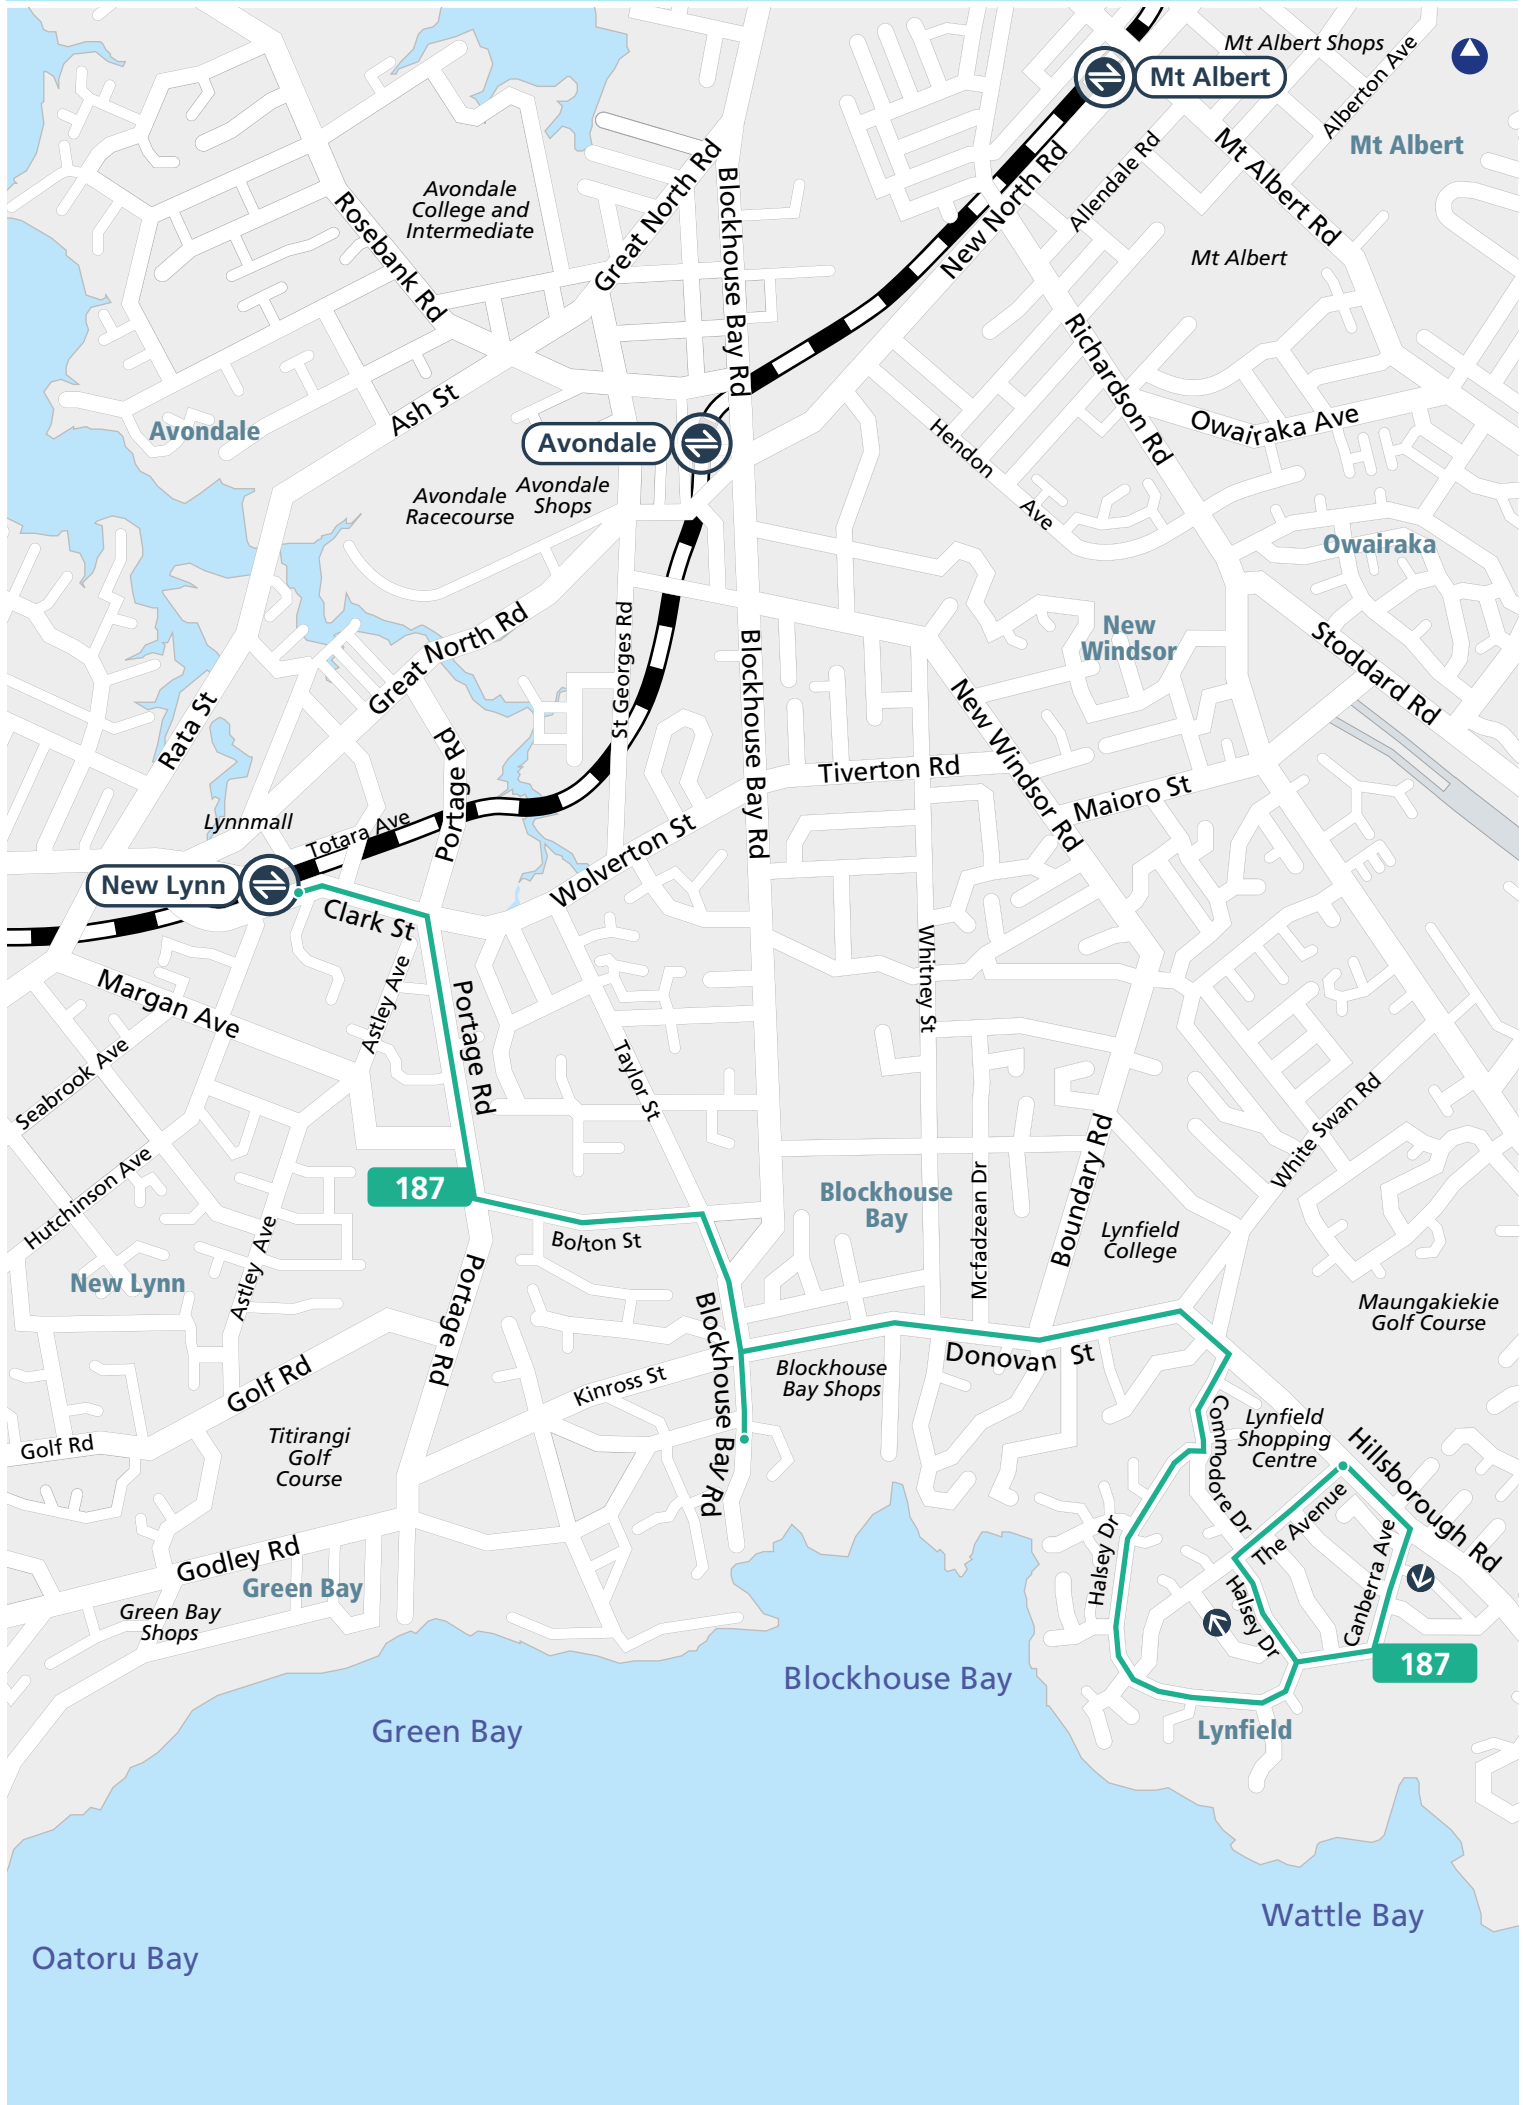 Mt Albert Shops
Mt Albert
Alberton Ave
Mt Albert
Mt Albert Rd
Allendale Rd
New North Rd
Mt Albert
Great North Rd
Blockhouse Bay Rd
Avondale
College and
Intermediate
Rosebank Rd
Richardson Rd
Owairaka Ave
Ash St
Avondale
Avondale
Hendon
Ave
Avondale
Racecourse
Avondale
Shops
Owairaka
Great North Rd
St Georges Rd
New
Windsor
Stoddard Rd
Blockhouse Bay Rd
New Windsor Rd
Rata St
Portage Rd
Tiverton Rd
Maioro St
Lynnmall
Totara Ave
Wolverton St
New Lynn
Clark St
Whitney St
Margan Ave
Astley Ave
Portage Rd
Seabrook Ave
Taylor St
White Swan Rd
Hutchinson Ave
187
Boundary Rd
Mcfadzean Dr
Blockhouse
Bay
Lynfield
College
Bolton St
Astley Ave
New Lynn
Portage Rd
Maungakiekie
Golf Course
Blockhouse Bay Rd
Donovan St
Blockhouse
Bay Shops
Kinross St
Golf Rd
Golf Rd
Titirangi
Golf
Course
Commodore Dr
Lynfield
Shopping
Centre
Hillsborough Rd
The Avenue
Halsey Dr
Canberra Ave
Halsey Dr
Godley Rd
Green Bay
Green Bay
Shops
187
Blockhouse Bay
Lynfield
Green Bay
Wattle Bay
Oatoru Bay